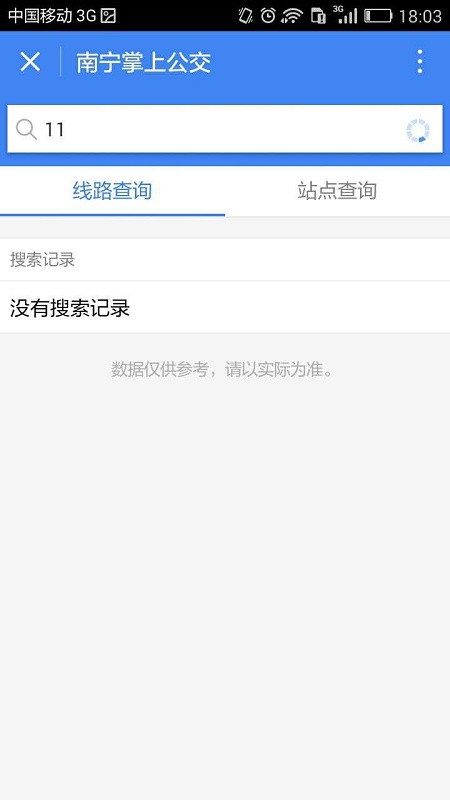 中国移动 3G 3G 18:03
南宁掌上公交
11
线路查询 站点查询
搜索记录
没有搜索记录
数据仅供参考，请以实际为准。